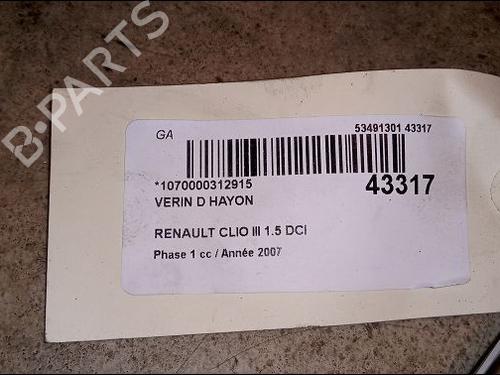 B-PARTS
GA
53491301 43317
*1070000312915
43317
VERIN D HAYON
RENAULT CLIO III 1.5 DCI
Phase 1 cc / Année 2007